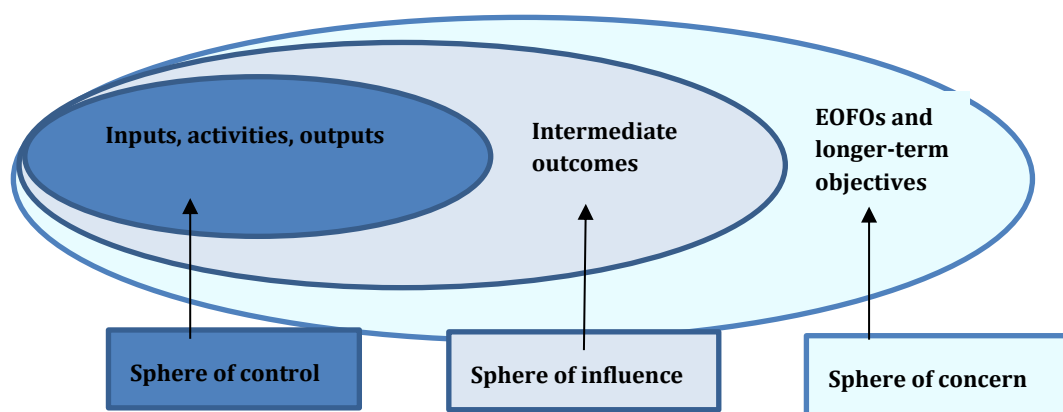 Inputs, activities, outputs
Intermediate
outcomes
EOFOs and
longer-term
objectives
Sphere of control
Sphere of influence
Sphere of concern